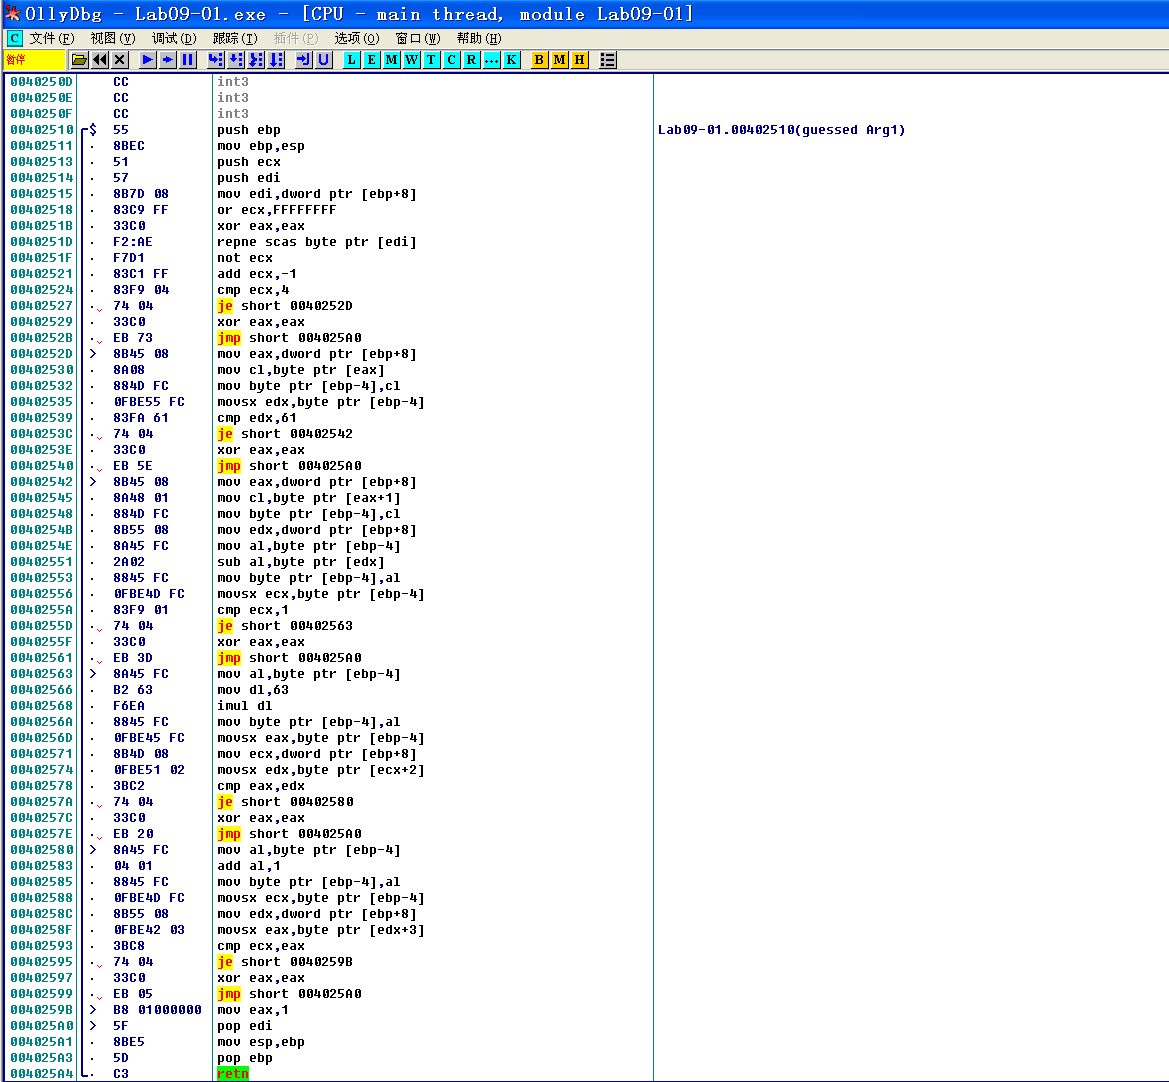 OllyDbg - Lab09-01.exe - [CPU - main thread, module Lab09-01]
C 文件(F) 视图(V) 调试(D) 跟踪(T) 插件(P) 选项(O) 窗口(W) 帮助(H)
暂停 L E M W T C R ... K B M H
0040250D CC int3
0040250E CC int3
0040250F CC int3
00402510 $ 55 push ebp Lab09-01.00402510(guessed Arg1)
00402511 . 8BEC mov ebp,esp
00402513 . 51 push ecx
00402514 . 57 push edi
00402515 . 8B7D 08 mov edi,dword ptr [ebp+8]
00402518 . 83C9 FF or ecx,FFFFFFFF
0040251B . 33C0 xor eax,eax
0040251D . F2:AE repne scas byte ptr [edi]
0040251F . F7D1 not ecx
00402521 . 83C1 FF add ecx,-1
00402524 . 83F9 04 cmp ecx,4
00402527 . 74 04 je short 0040252D
00402529 . 33C0 xor eax,eax
0040252B . EB 73 jmp short 004025A0
0040252D > 8B45 08 mov eax,dword ptr [ebp+8]
00402530 . 8A08 mov cl,byte ptr [eax]
00402532 . 884D FC mov byte ptr [ebp-4],cl
00402535 . 0FBE55 FC movsx edx,byte ptr [ebp-4]
00402539 . 83FA 61 cmp edx,61
0040253C . 74 04 je short 00402542
0040253E . 33C0 xor eax,eax
00402540 . EB 5E jmp short 004025A0
00402542 > 8B45 08 mov eax,dword ptr [ebp+8]
00402545 . 8A48 01 mov cl,byte ptr [eax+1]
00402548 . 884D FC mov byte ptr [ebp-4],cl
0040254B . 8B55 08 mov edx,dword ptr [ebp+8]
0040254E . 8A45 FC mov al,byte ptr [ebp-4]
00402551 . 2A02 sub al,byte ptr [edx]
00402553 . 8845 FC mov byte ptr [ebp-4],al
00402556 . 0FBE4D FC movsx ecx,byte ptr [ebp-4]
0040255A . 83F9 01 cmp ecx,1
0040255D . 74 04 je short 00402563
0040255F . 33C0 xor eax,eax
00402561 . EB 3D jmp short 004025A0
00402563 > 8A45 FC mov al,byte ptr [ebp-4]
00402566 . B2 63 mov dl,63
00402568 . F6EA imul dl
0040256A . 8845 FC mov byte ptr [ebp-4],al
0040256D . 0FBE45 FC movsx eax,byte ptr [ebp-4]
00402571 . 8B4D 08 mov ecx,dword ptr [ebp+8]
00402574 . 0FBE51 02 movsx edx,byte ptr [ecx+2]
00402578 . 3BC2 cmp eax,edx
0040257A . 74 04 je short 00402580
0040257C . 33C0 xor eax,eax
0040257E . EB 20 jmp short 004025A0
00402580 > 8A45 FC mov al,byte ptr [ebp-4]
00402583 . 04 01 add al,1
00402585 . 8845 FC mov byte ptr [ebp-4],al
00402588 . 0FBE4D FC movsx ecx,byte ptr [ebp-4]
0040258C . 8B55 08 mov edx,dword ptr [ebp+8]
0040258F . 0FBE42 03 movsx eax,byte ptr [edx+3]
00402593 . 3BC8 cmp ecx,eax
00402595 . 74 04 je short 0040259B
00402597 . 33C0 xor eax,eax
00402599 . EB 05 jmp short 004025A0
0040259B > B8 01000000 mov eax,1
004025A0 > 5F pop edi
004025A1 . 8BE5 mov esp,ebp
004025A3 . 5D pop ebp
004025A4 . C3 retn